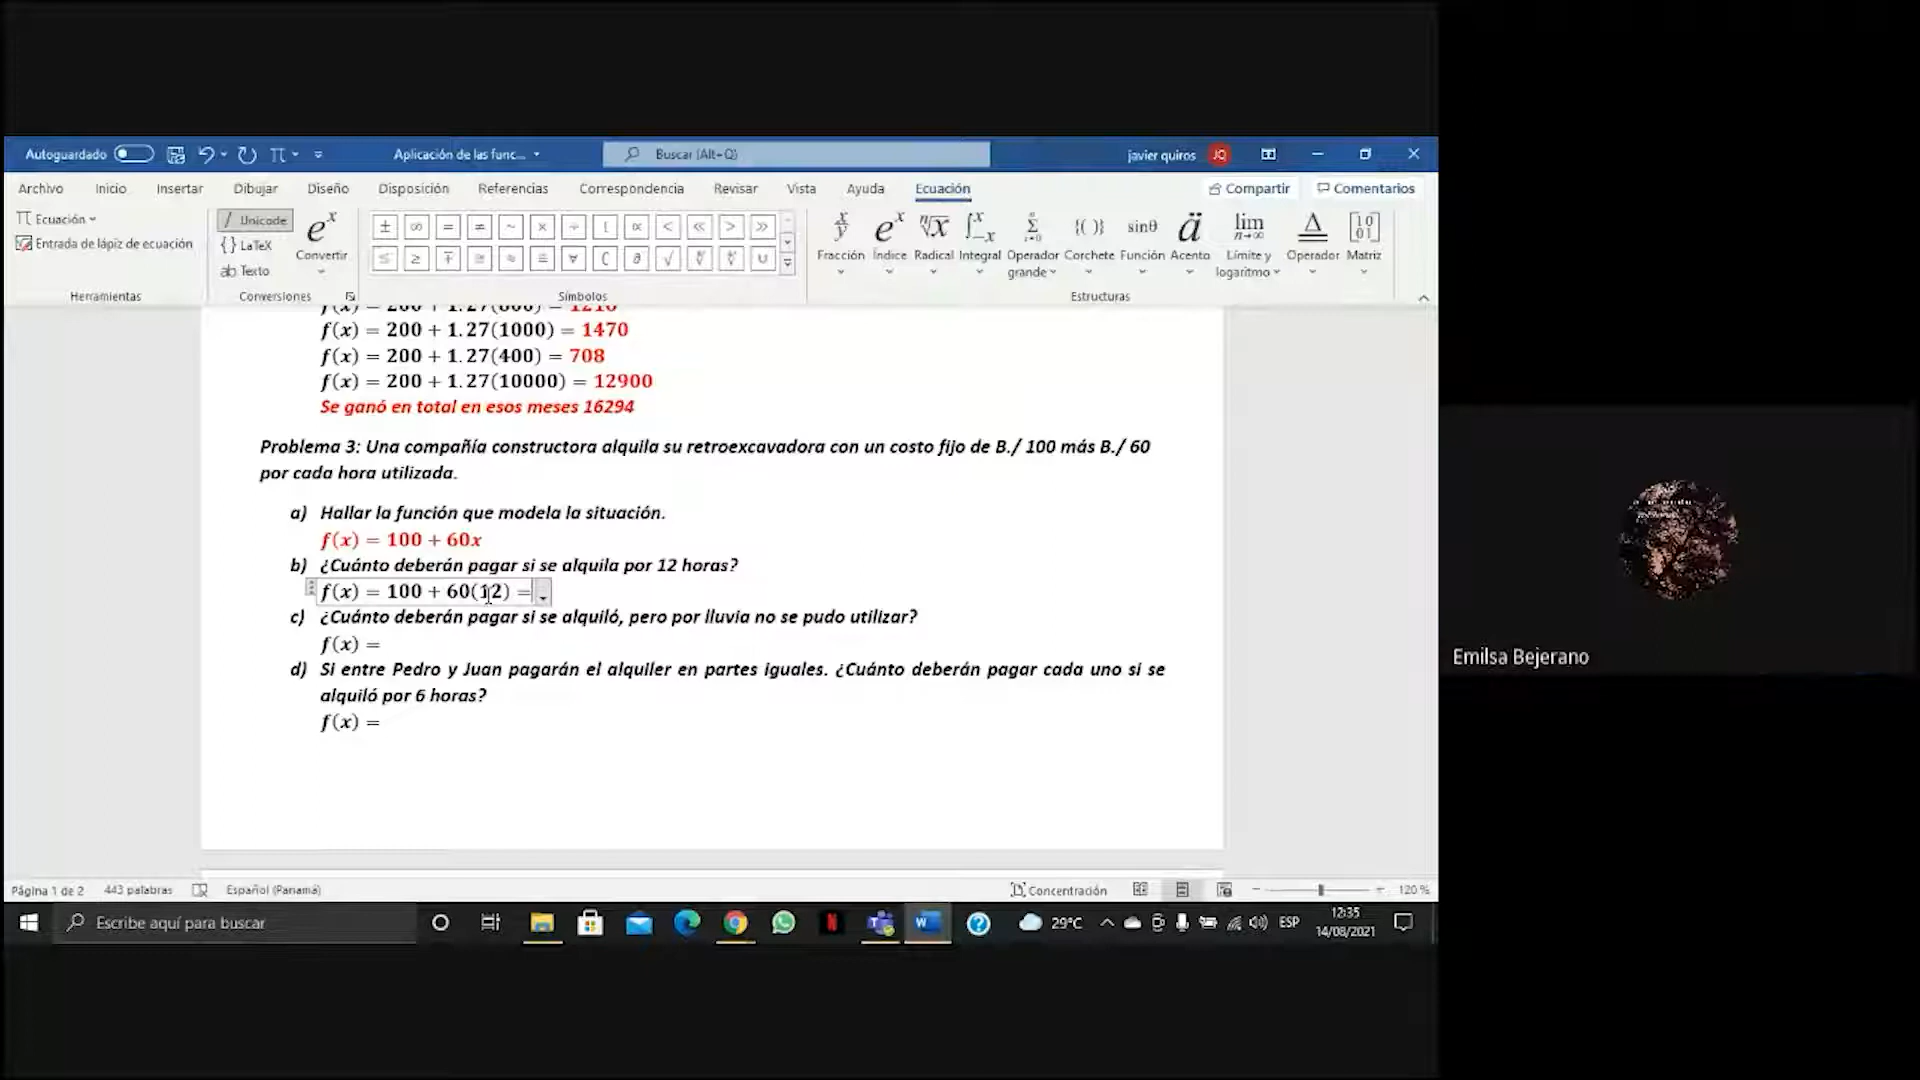 Autoguardado
Aplicación de las func...
Buscar (Alt+Q)
javier quiros
JQ
Archivo Inicio Insertar Dibujar Diseño Disposición Referencias Correspondencia Revisar Vista Ayuda Ecuación Compartir Comentarios
Ecuación
Entrada de lápiz de ecuación
Herramientas
Unicode
LaTeX
Texto
Convertir
Conversiones
Símbolos
Fracción Índice Radical Integral Operador grande Corchete Función Acento Límite y logaritmo Operador Matriz
Estructuras
f(x) = 200 + 1.27(800) = 1216
f(x) = 200 + 1.27(1000) = 1470
f(x) = 200 + 1.27(400) = 708
f(x) = 200 + 1.27(10000) = 12900
Se ganó en total en esos meses 16294
Problema 3: Una compañía constructora alquila su retroexcavadora con un costo fijo de B./ 100 más B./ 60
por cada hora utilizada.
a) Hallar la función que modela la situación.
f(x) = 100 + 60x
b) ¿Cuánto deberán pagar si se alquila por 12 horas?
f(x) = 100 + 60(12) =
c) ¿Cuánto deberán pagar si se alquiló, pero por lluvia no se pudo utilizar?
f(x) =
d) Si entre Pedro y Juan pagarán el alquiler en partes iguales. ¿Cuánto deberán pagar cada uno si se
alquiló por 6 horas?
f(x) =
Emilsa Bejerano
Página 1 de 2 443 palabras Español (Panamá) Concentración 120 %
Escribe aquí para buscar
29°C
ESP
12:35
14/08/2021